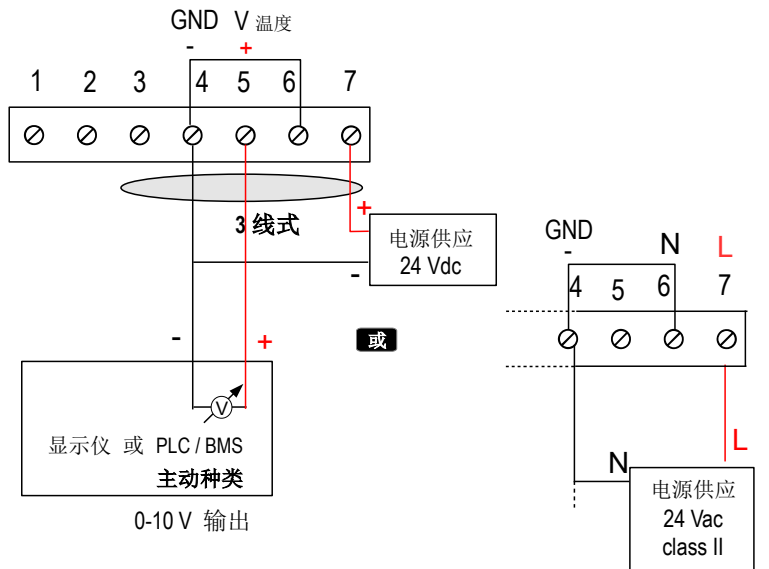 GND V 温度
- +
1 2 3 4 5 6 7
3 线式
+
电源供应
24 Vdc
-
- +
或
显示仪 或 PLC / BMS
主动种类
0-10 V 输出
GND N L
-
4 5 6 7
L
N
电源供应
24 Vac
class II
V